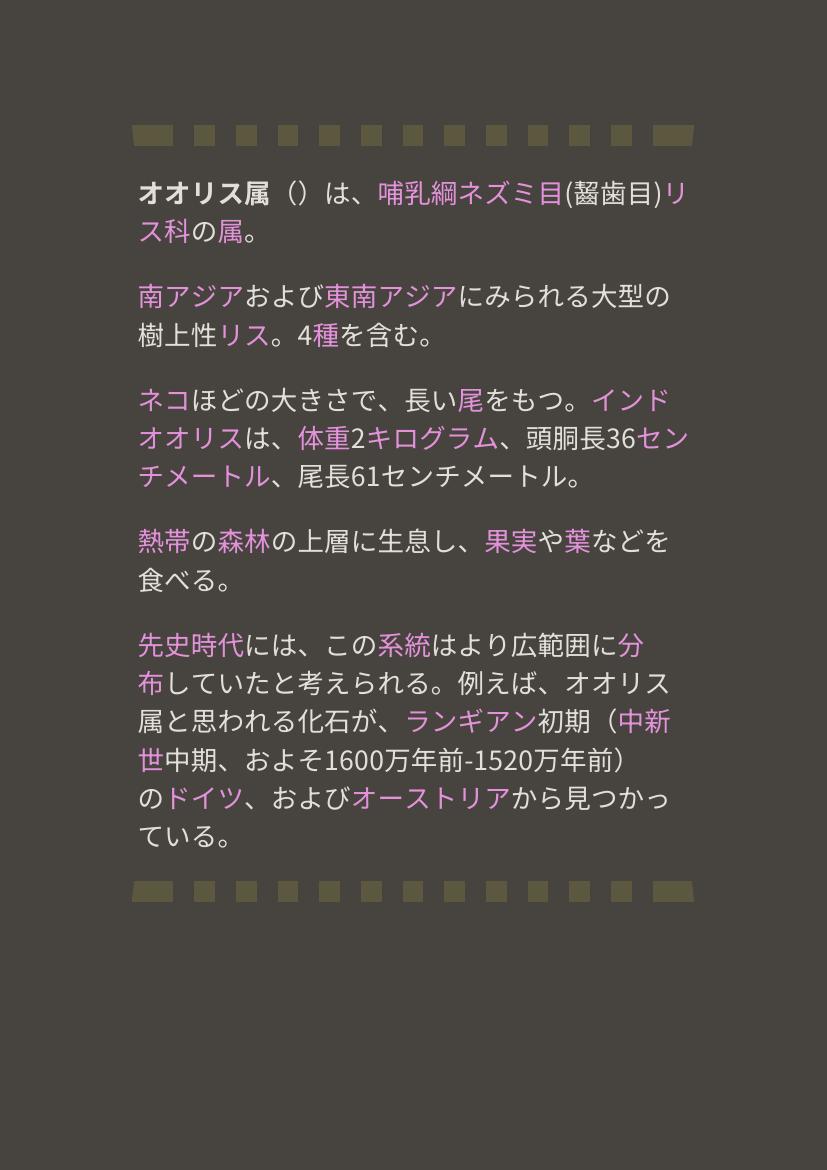 オオリス属（）は、哺乳綱ネズミ目(齧歯目)リ
ス科の属。
南アジアおよび東南アジアにみられる大型の
樹上性リス。4種を含む。
ネコほどの大きさで、長い尾をもつ。インド
オオリスは、体重2キログラム、頭胴長36セン
チメートル、尾長61センチメートル。
熱帯の森林の上層に生息し、果実や葉などを
食べる。
先史時代には、この系統はより広範囲に分
布していたと考えられる。例えば、オオリス
属と思われる化石が、ランギアン初期（中新
世中期、およそ1600万年前-1520万年前）
のドイツ、およびオーストリアから見つかっ
ている。